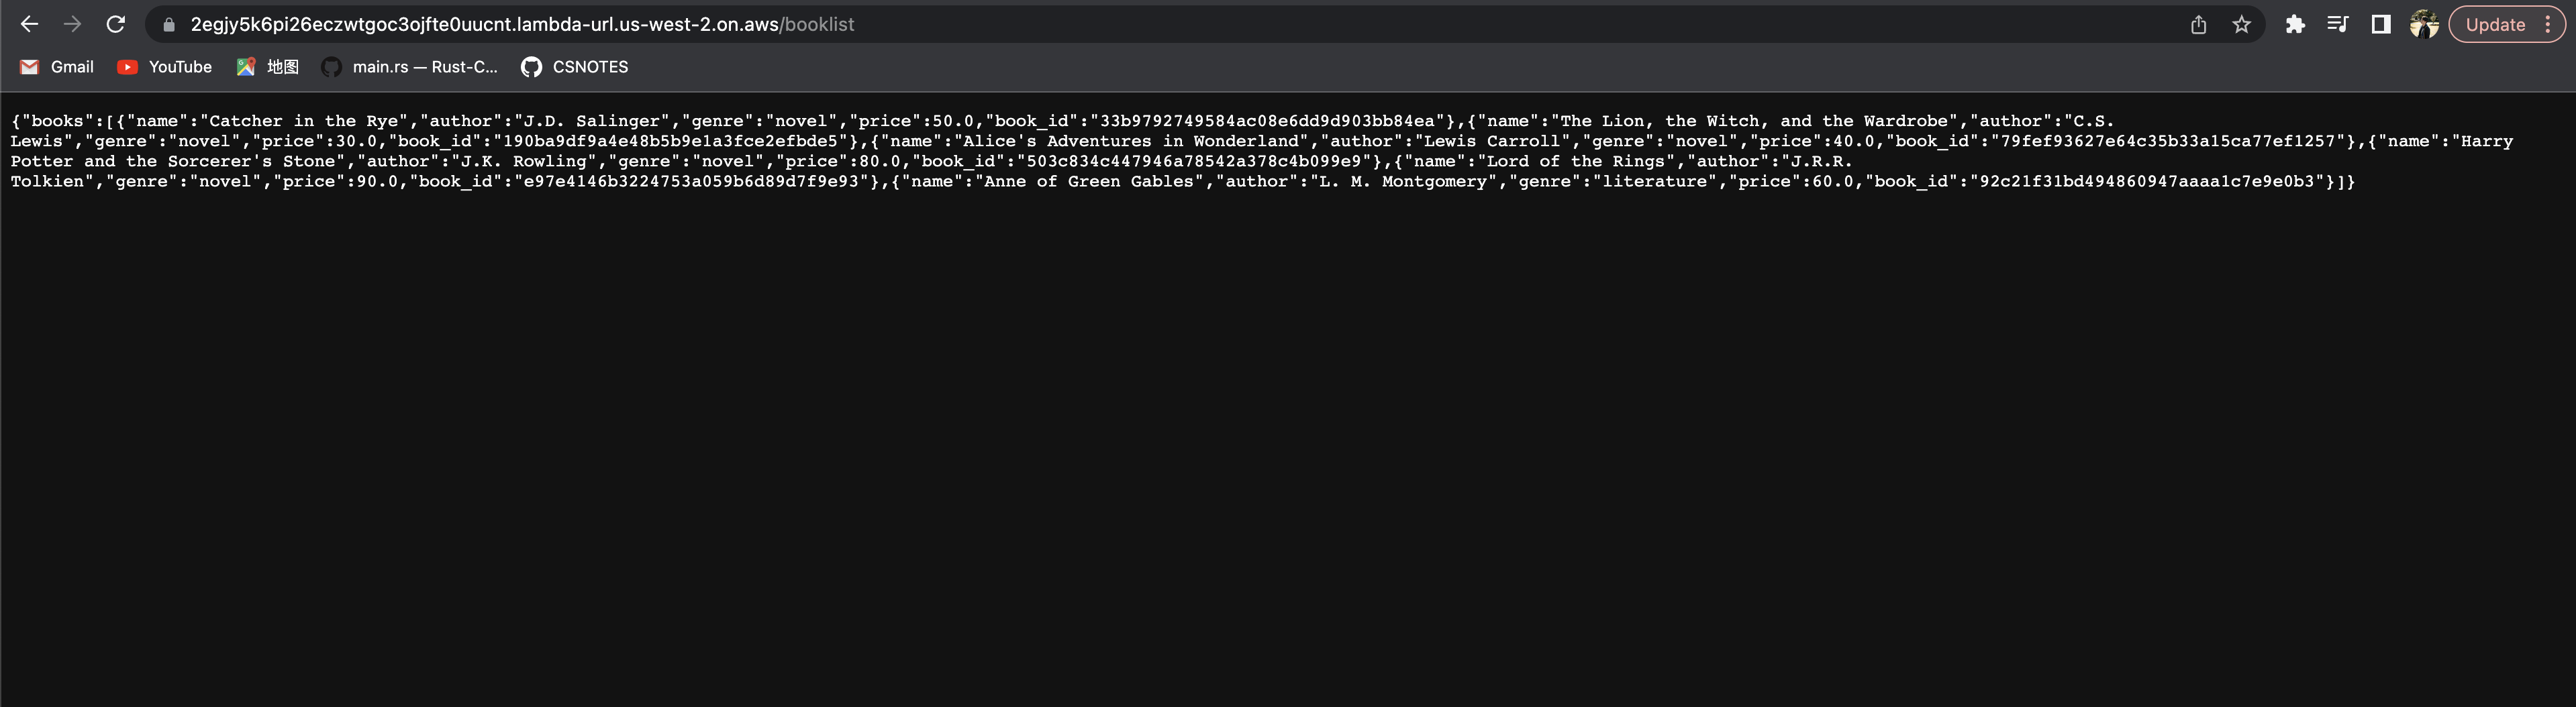 2egjy5k6pi26eczwtgoc3ojfte0uucnt.lambda-url.us-west-2.on.aws/booklist
Update
Gmail YouTube 地图 main.rs — Rust-C... CSNOTES
{"books":[{"name":"Catcher in the Rye","author":"J.D. Salinger","genre":"novel","price":50.0,"book_id":"33b9792749584ac08e6dd9d903bb84ea"},{"name":"The Lion, the Witch, and the Wardrobe","author":"C.S.
Lewis","genre":"novel","price":30.0,"book_id":"190ba9df9a4e48b5b9e1a3fce2efbde5"},{"name":"Alice's Adventures in Wonderland","author":"Lewis Carroll","genre":"novel","price":40.0,"book_id":"79fef93627e64c35b33a15ca77ef1257"},{"name":"Harry
Potter and the Sorcerer's Stone","author":"J.K. Rowling","genre":"novel","price":80.0,"book_id":"503c834c447946a78542a378c4b099e9"},{"name":"Lord of the Rings","author":"J.R.R.
Tolkien","genre":"novel","price":90.0,"book_id":"e97e4146b3224753a059b6d89d7f9e93"},{"name":"Anne of Green Gables","author":"L. M. Montgomery","genre":"literature","price":60.0,"book_id":"92c21f31bd494860947aaaa1c7e9e0b3"}]}